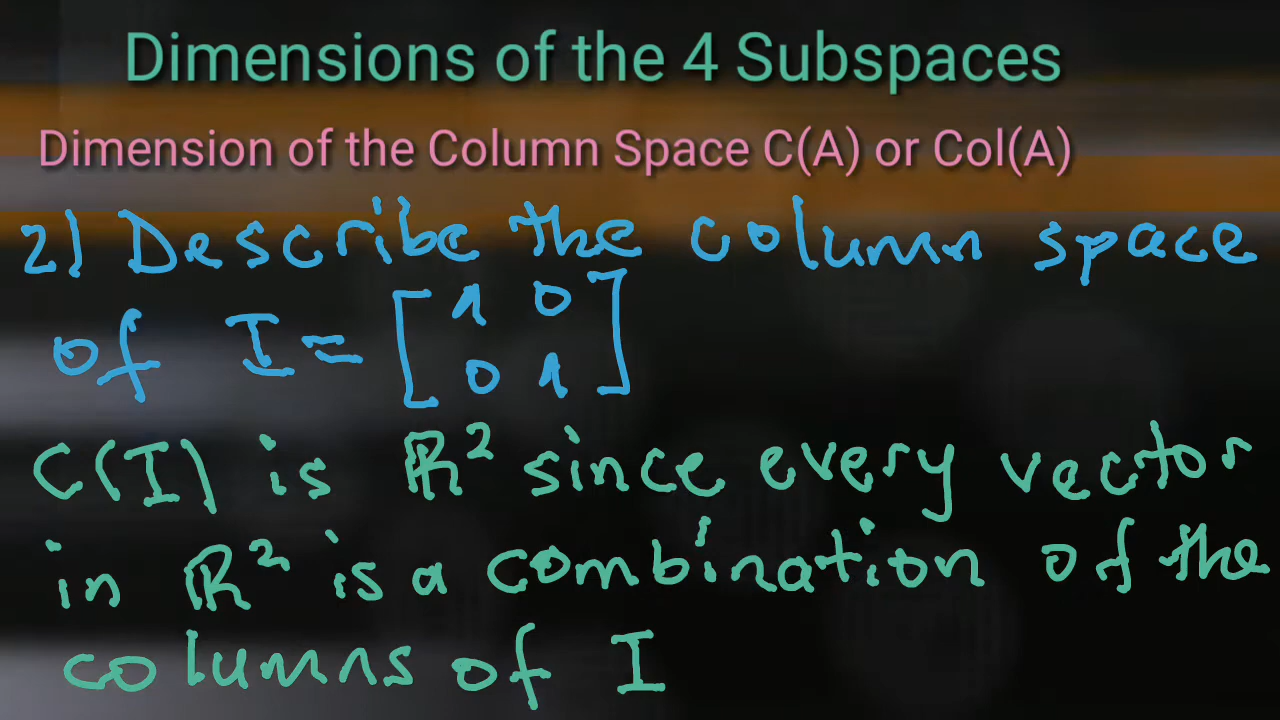 Dimensions of the 4 Subspaces
Dimension of the Column Space C(A) or Col(A)
2) Describe the column space
of I = [1 0
0 1]
C(I) is ℝ² since every vector
in ℝ² is a combination of the
columns of I